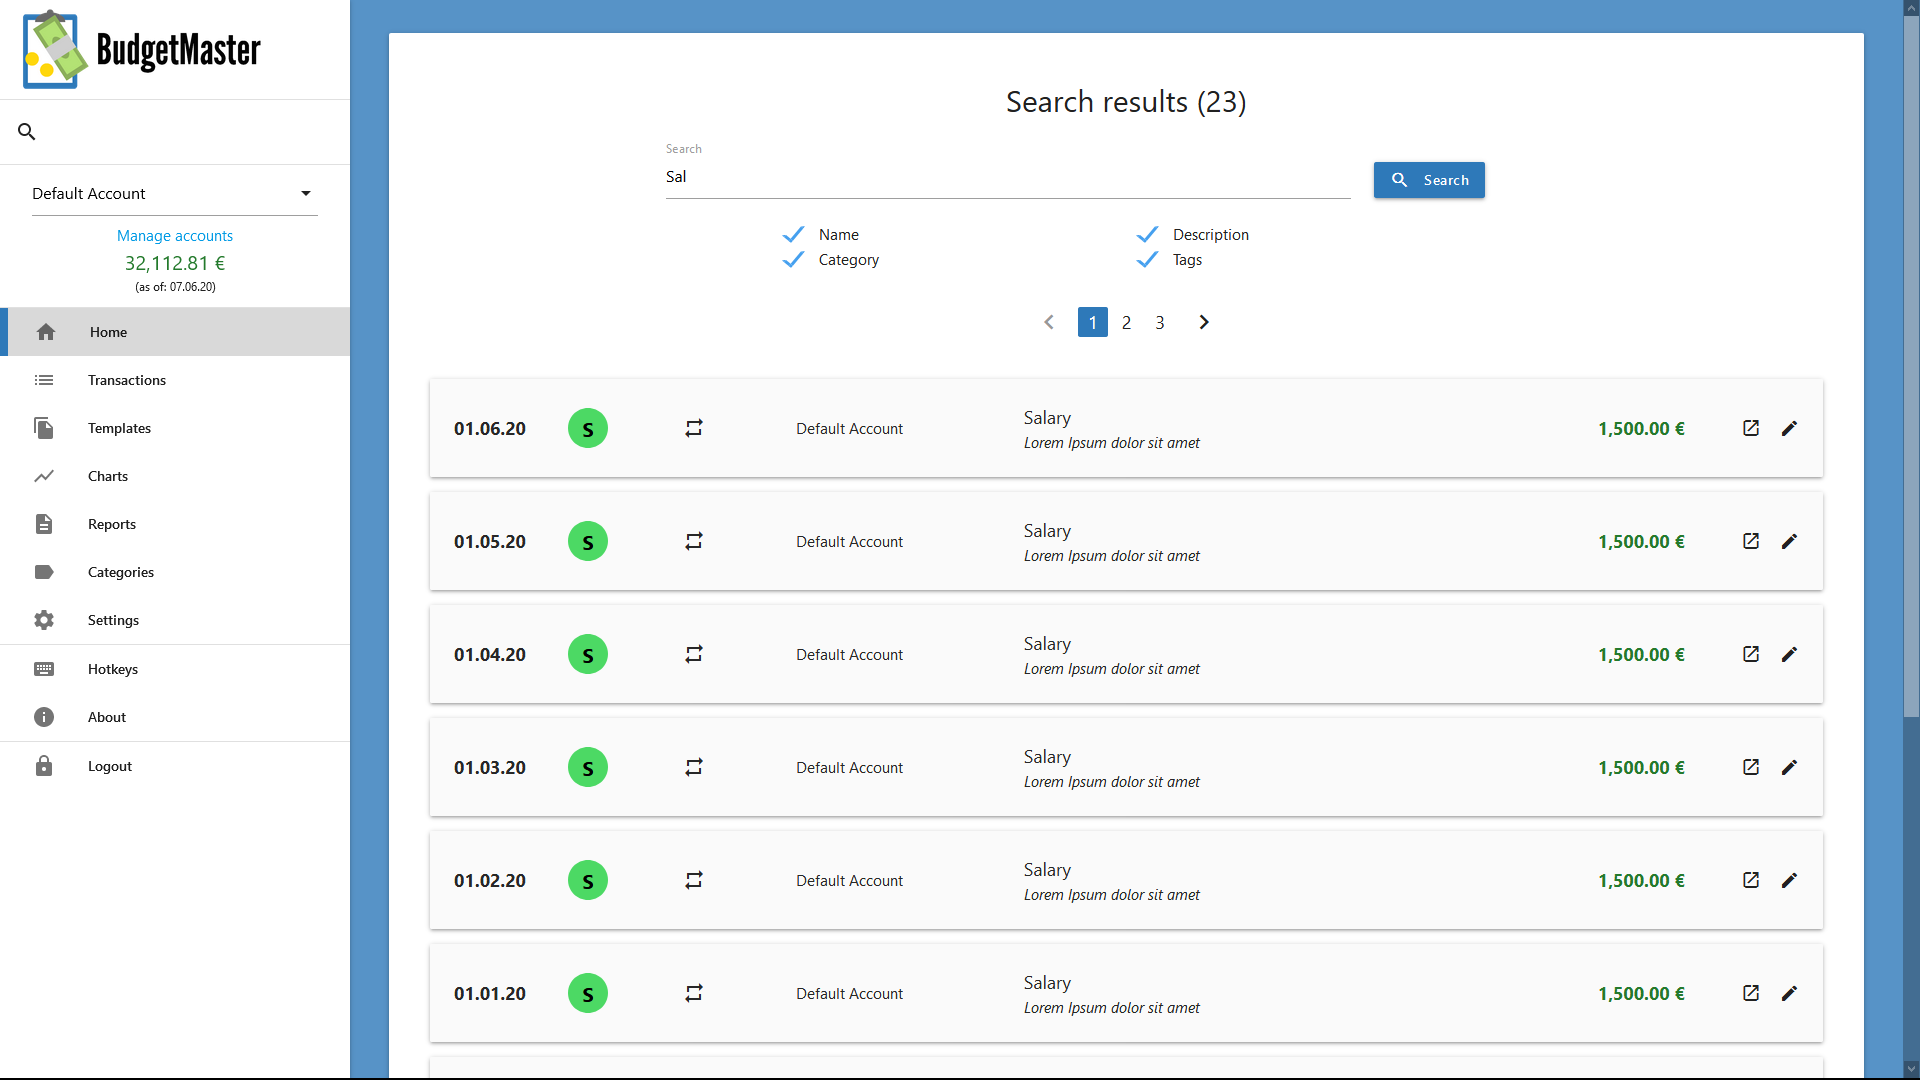 BudgetMaster
Default Account
Manage accounts
32,112.81 €
(as of: 07.06.20)
Home
Transactions
Templates
Charts
Reports
Categories
Settings
Hotkeys
About
Logout
Search results (23)
Search
Sal
Search
Name
Description
Category
Tags
1 2 3
01.06.20 S Default Account Salary 1,500.00 €
Lorem Ipsum dolor sit amet
01.05.20 S Default Account Salary 1,500.00 €
Lorem Ipsum dolor sit amet
01.04.20 S Default Account Salary 1,500.00 €
Lorem Ipsum dolor sit amet
01.03.20 S Default Account Salary 1,500.00 €
Lorem Ipsum dolor sit amet
01.02.20 S Default Account Salary 1,500.00 €
Lorem Ipsum dolor sit amet
01.01.20 S Default Account Salary 1,500.00 €
Lorem Ipsum dolor sit amet